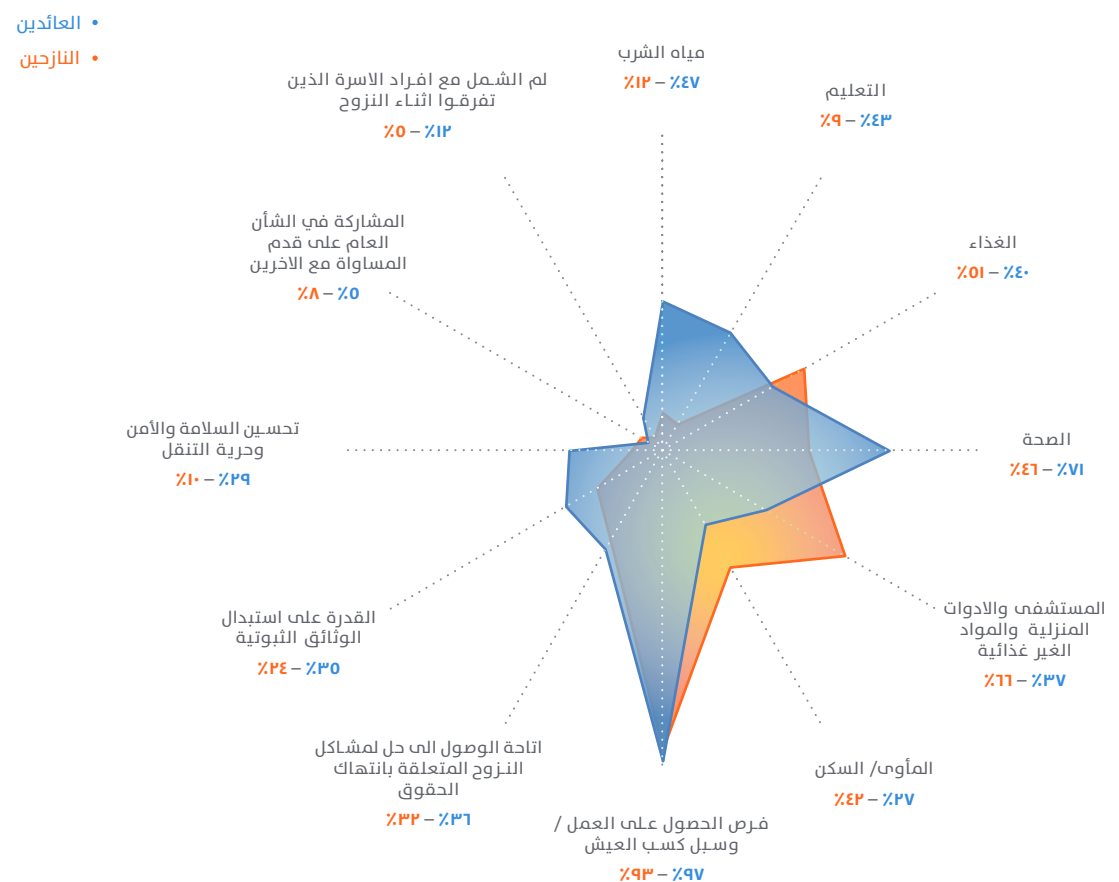 • العائدين
• النازحين
مياه الشرب
٪٤٧ – ٪١٢
التعليم
٪٤٣ – ٪٩
الغذاء
٪٤٠ – ٪٥١
الصحة
٪٧١ – ٪٤٦
المستشفى والادوات
المنزلية والمواد
الغير غذائية
٪٣٧ – ٪٦٦
المأوى/ السكن
٪٢٧ – ٪٤٢
فرص الحصول على العمل /
وسبل كسب العيش
٪٩٧ – ٪٩٣
اتاحة الوصول الى حل لمشاكل
النزوح المتعلقة بانتهاك
الحقوق
٪٣٦ – ٪٣٢
القدرة على استبدال
الوثائق الثبوتية
٪٣٥ – ٪٢٤
تحسين السلامة والأمن
وحرية التنقل
٪٢٩ – ٪١٠
المشاركة في الشأن
العام على قدم
المساواة مع الاخرين
٪٥ – ٪٨
لم الشمل مع افراد الاسرة الذين
تفرقوا اثناء النزوح
٪١٢ – ٪٥